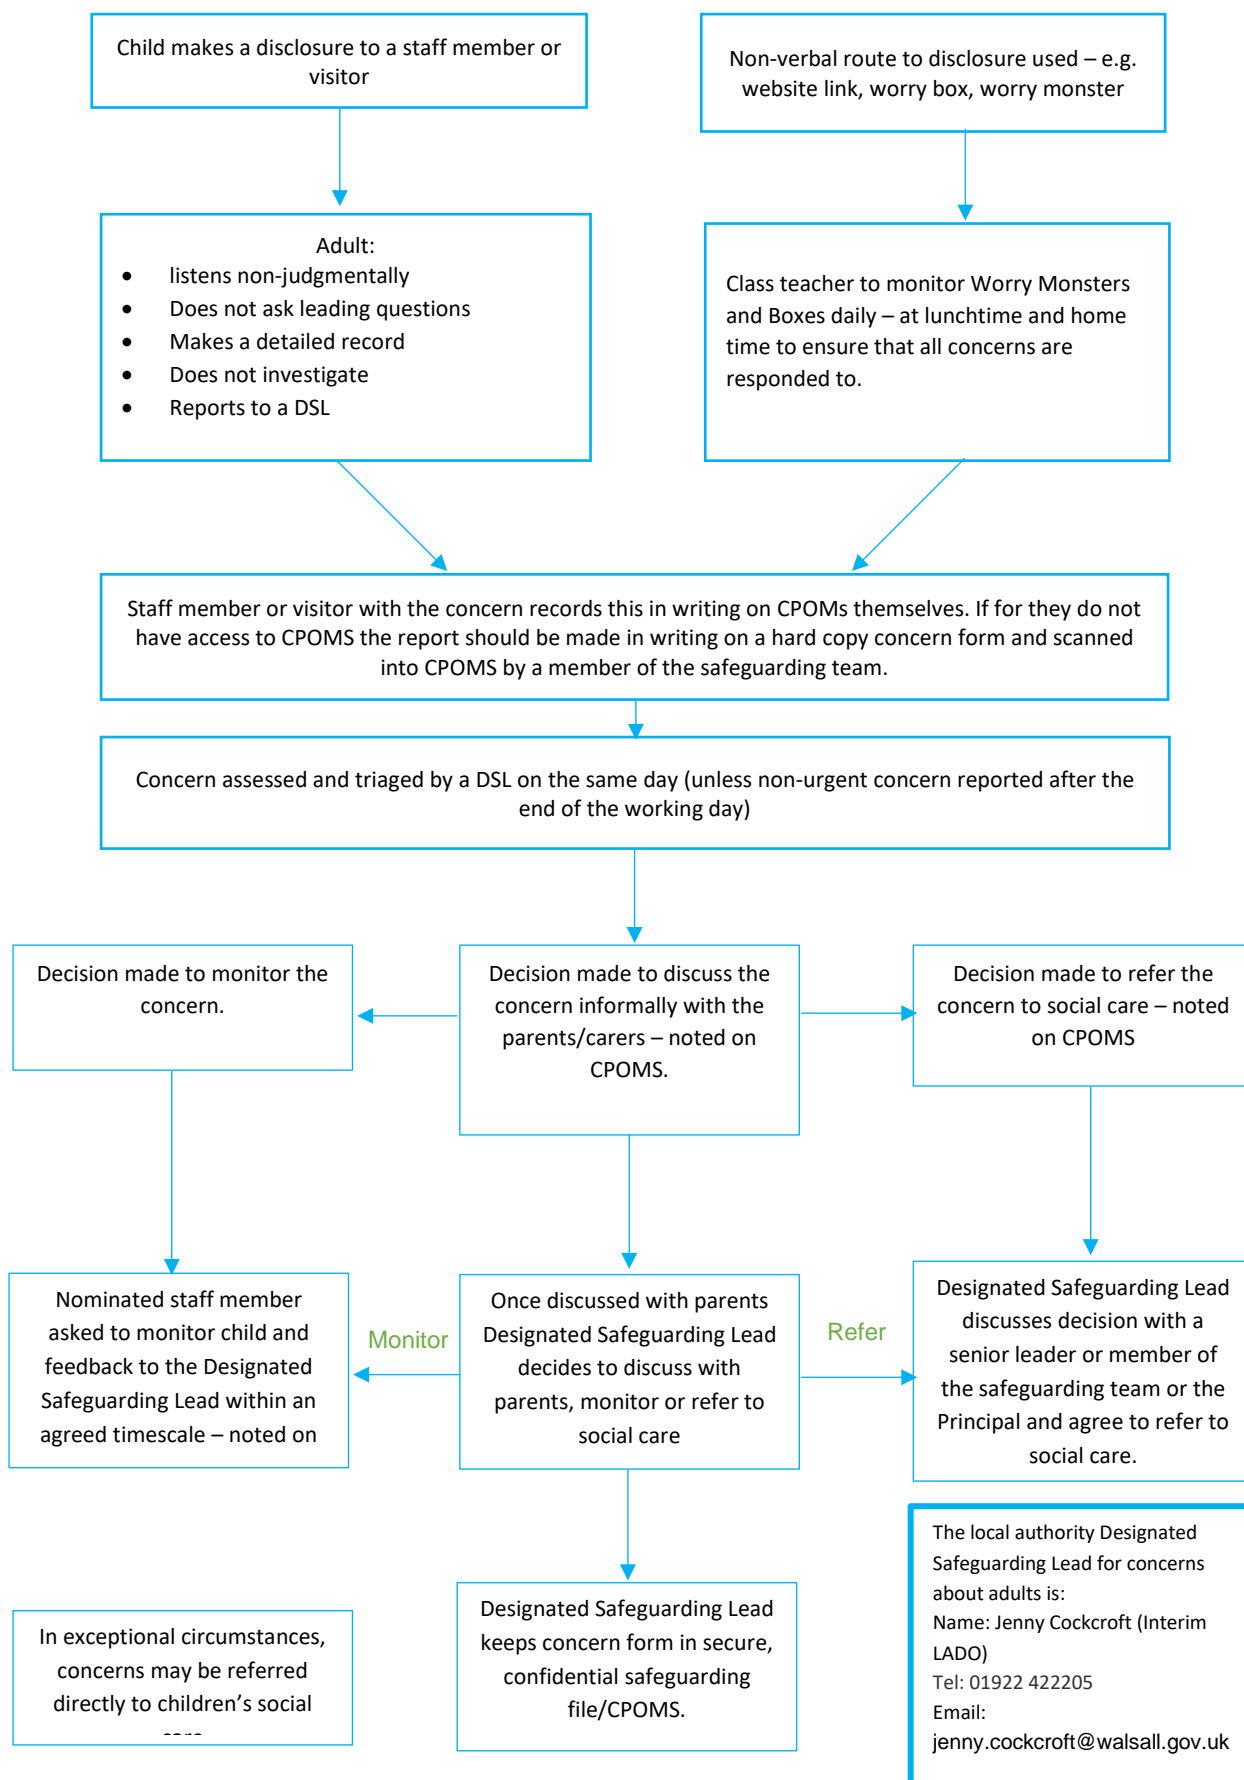 Child makes a disclosure to a staff member or
visitor
Non-verbal route to disclosure used – e.g.
website link, worry box, worry monster
Adult:
• listens non-judgmentally
• Does not ask leading questions
• Makes a detailed record
• Does not investigate
• Reports to a DSL
Class teacher to monitor Worry Monsters
and Boxes daily – at lunchtime and home
time to ensure that all concerns are
responded to.
Staff member or visitor with the concern records this in writing on CPOMs themselves. If for they do not
have access to CPOMS the report should be made in writing on a hard copy concern form and scanned
into CPOMS by a member of the safeguarding team.
Concern assessed and triaged by a DSL on the same day (unless non-urgent concern reported after the
end of the working day)
Decision made to monitor the
concern.
Decision made to discuss the
concern informally with the
parents/carers – noted on
CPOMS.
Decision made to refer the
concern to social care – noted
on CPOMS
Nominated staff member
asked to monitor child and
feedback to the Designated
Safeguarding Lead within an
agreed timescale – noted on
Monitor
Once discussed with parents
Designated Safeguarding Lead
decides to discuss with
parents, monitor or refer to
social care
Refer
Designated Safeguarding Lead
discusses decision with a
senior leader or member of
the safeguarding team or the
Principal and agree to refer to
social care.
In exceptional circumstances,
concerns may be referred
directly to children’s social
Designated Safeguarding Lead
keeps concern form in secure,
confidential safeguarding
file/CPOMS.
The local authority Designated
Safeguarding Lead for concerns
about adults is:
Name: Jenny Cockcroft (Interim
LADO)
Tel: 01922 422205
Email:
jenny.cockcroft@walsall.gov.uk